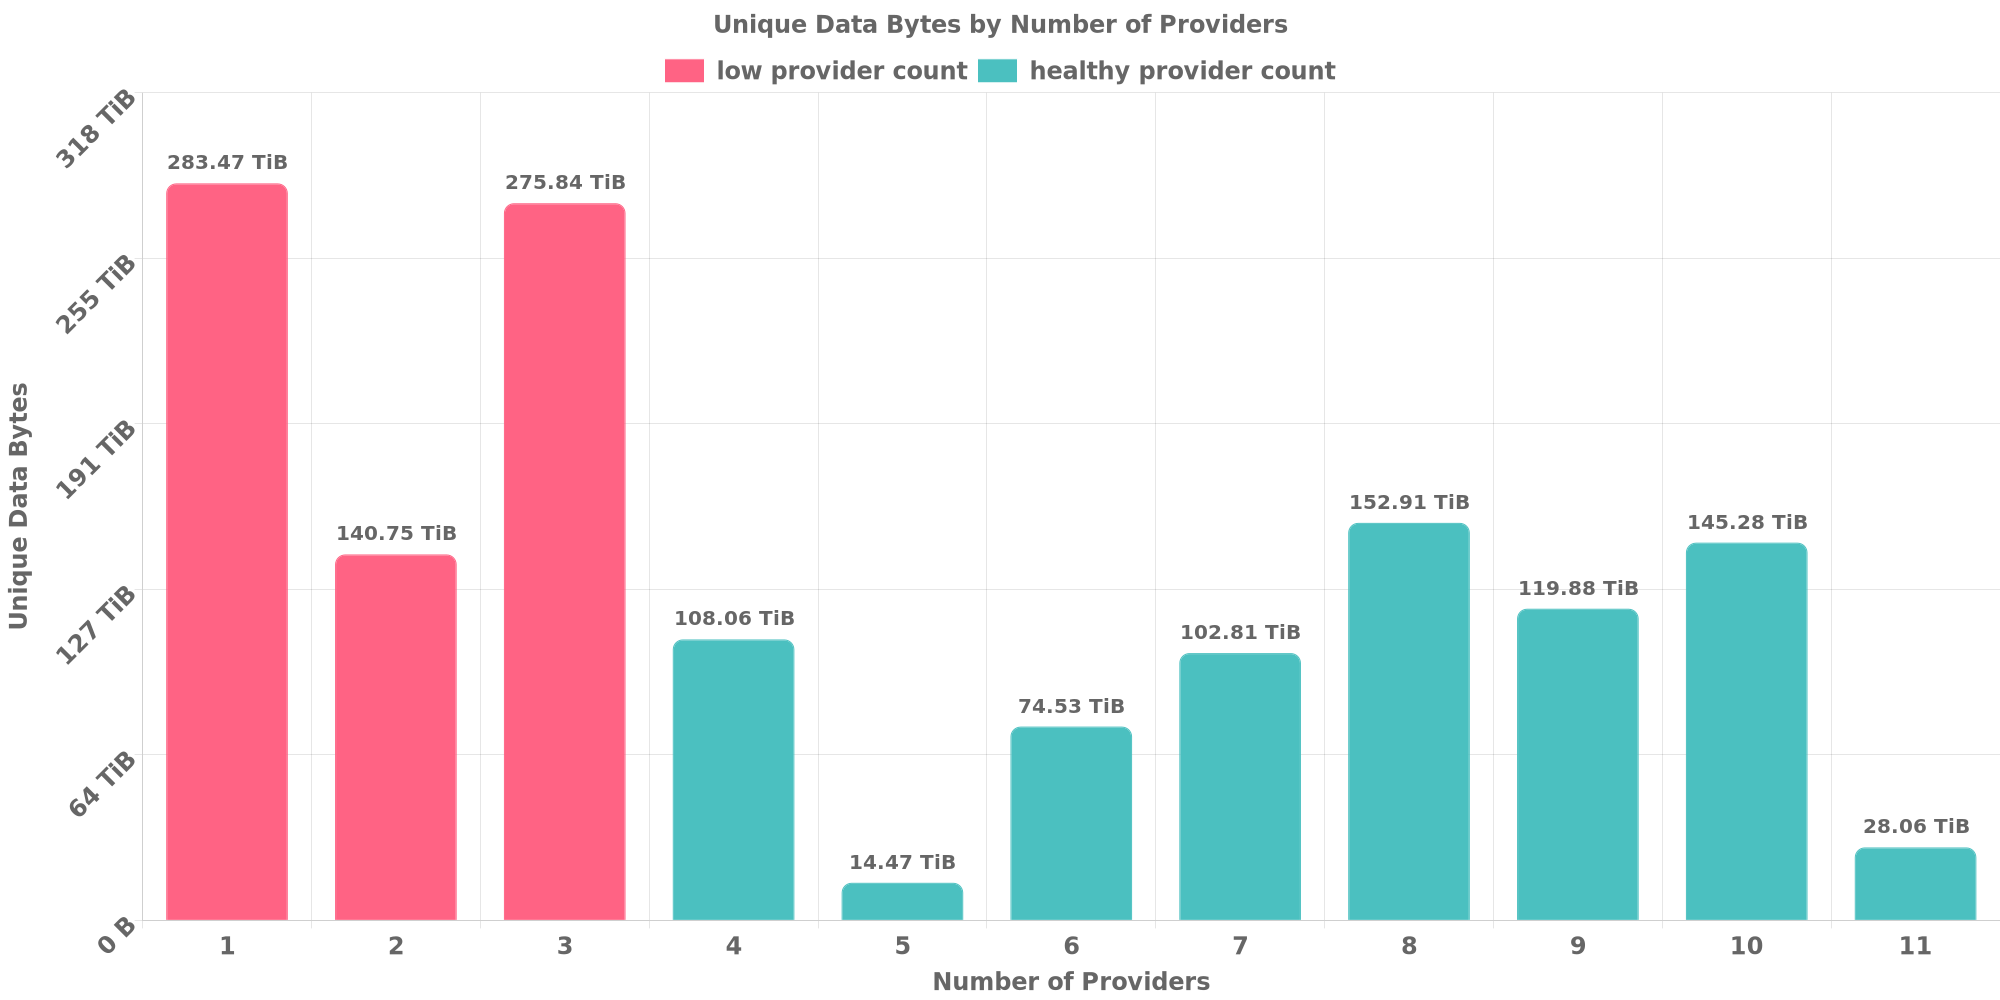 Unique Data Bytes by Number of Providers
low provider count healthy provider count
318 TiB
255 TiB
191 TiB
127 TiB
64 TiB
0 B
Unique Data Bytes
283.47 TiB
140.75 TiB
275.84 TiB
108.06 TiB
14.47 TiB
74.53 TiB
102.81 TiB
152.91 TiB
119.88 TiB
145.28 TiB
28.06 TiB
1 2 3 4 5 6 7 8 9 10 11
Number of Providers